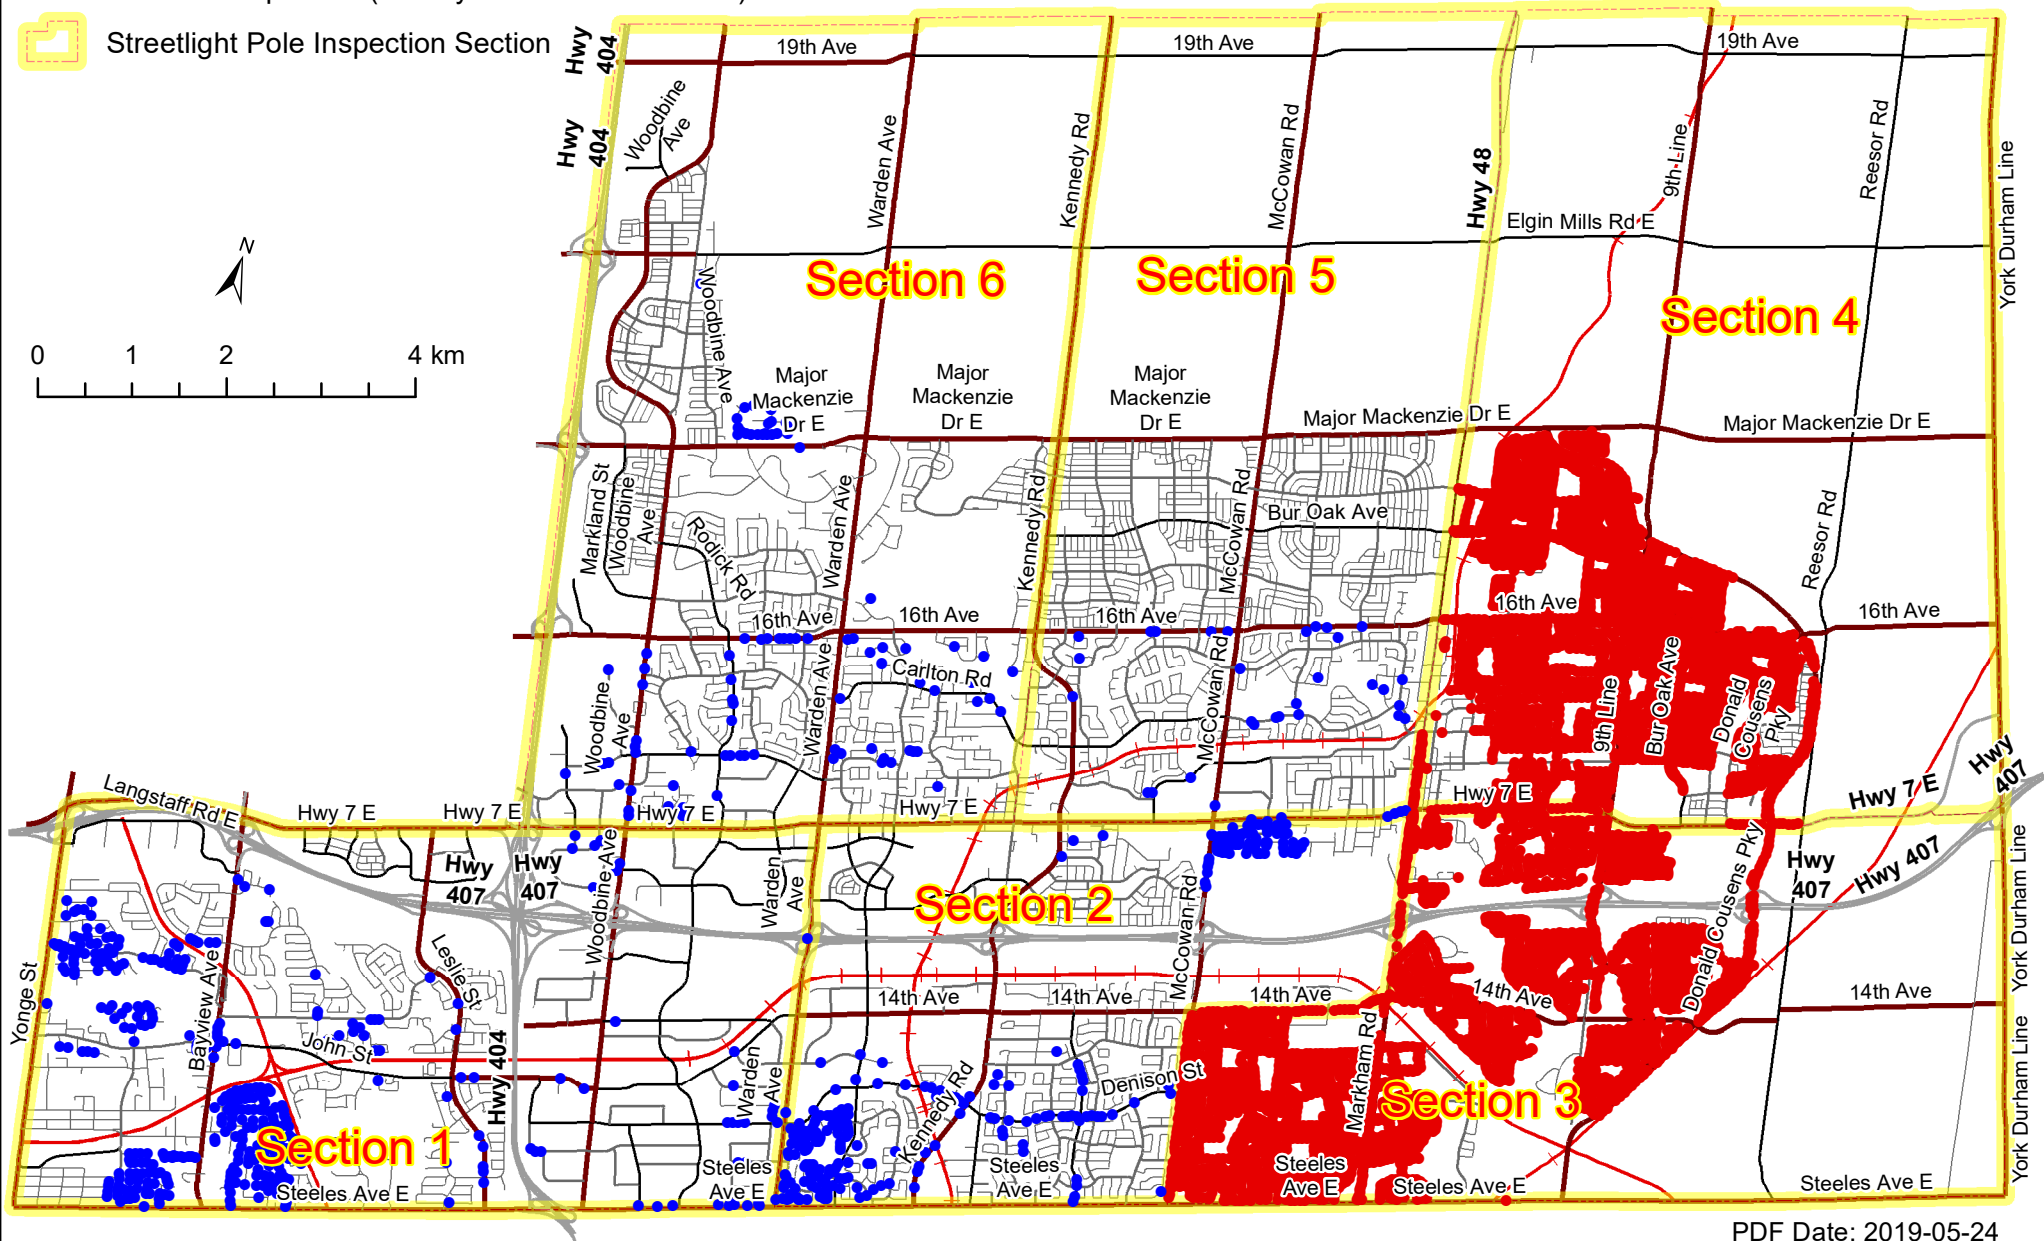 Streetlight Pole Inspection Section
Hwy
404
19th Ave
19th Ave
19th Ave
Hwy
404
Woodbine
Ave
Warden Ave
Kennedy Rd
McCowan Rd
Hwy 48
9th Line
Reesor Rd
York Durham Line
Elgin Mills Rd E
N
Section 6
Section 5
Section 4
Woodbine Ave
0 1 2 4 km
Major
Mackenzie
Dr E
Major
Mackenzie
Dr E
Major
Mackenzie
Dr E
Major Mackenzie Dr E
Major Mackenzie Dr E
Markland St
Woodbine
Ave
Rodick Rd
Warden Ave
Kennedy Rd
McCowan Rd
Bur Oak Ave
Reesor Rd
16th Ave
16th Ave
16th Ave
16th Ave
16th Ave
Carlton Rd
Woodbine
Ave
Warden Ave
McCowan Rd
9th Line
Bur Oak Ave
Donald
Cousens
Pky
Hwy
407
Langstaff Rd E
Hwy 7 E
Hwy 7 E
Hwy 7 E
Hwy 7 E
Hwy 7 E
Hwy 7 E
Hwy
407
Hwy
407
Woodbine Ave
Warden
Ave
Section 2
McCowan Rd
Donald Cousens Pky
Hwy
407
Hwy 407
York Durham Line
Yonge St
Bayview Ave
Leslie St
14th Ave
14th Ave
14th Ave
14th Ave
14th Ave
John St
Hwy 404
Warden
Ave
Kennedy Rd
Denison St
Markham Rd
Section 3
York Durham Line
Section 1
Steeles Ave E
Steeles
Ave E
Steeles
Ave E
Steeles
Ave E
Steeles Ave E
Steeles Ave E
PDF Date: 2019-05-24